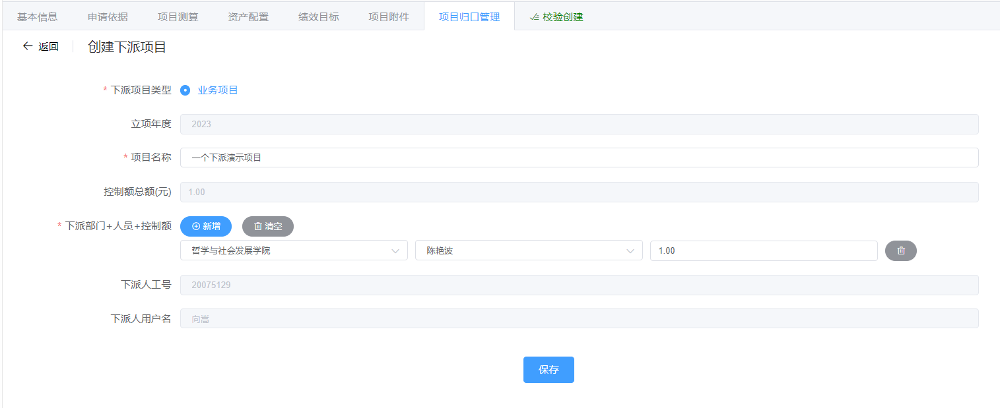 基本信息 申请依据 项目测算 资产配置 绩效目标 项目附件 项目归口管理 校验创建
返回 创建下派项目
* 下派项目类型 业务项目
立项年度 2023
* 项目名称 一个下派演示项目
控制额总额(元) 1.00
* 下派部门+人员+控制额 新增 清空
哲学与社会发展学院 陈艳波 1.00
下派人工号 20075129
下派人用户名 向嵩
保存